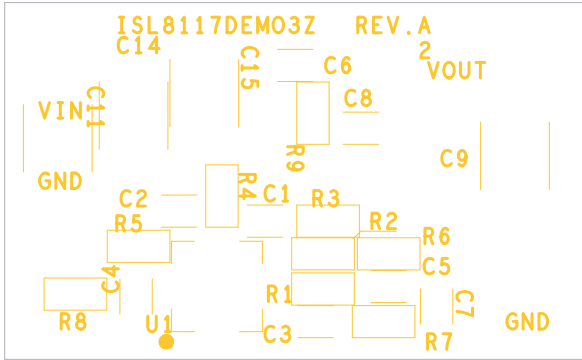 ISL8117DEMO3Z REV.A
2
C14
C15
C6
VOUT
C11
VIN
C8
R9
C9
GND
R4
C2
C1
R3
R5
R2
R6
C4
C5
R1
C7
R8
U1
C3
GND
R7